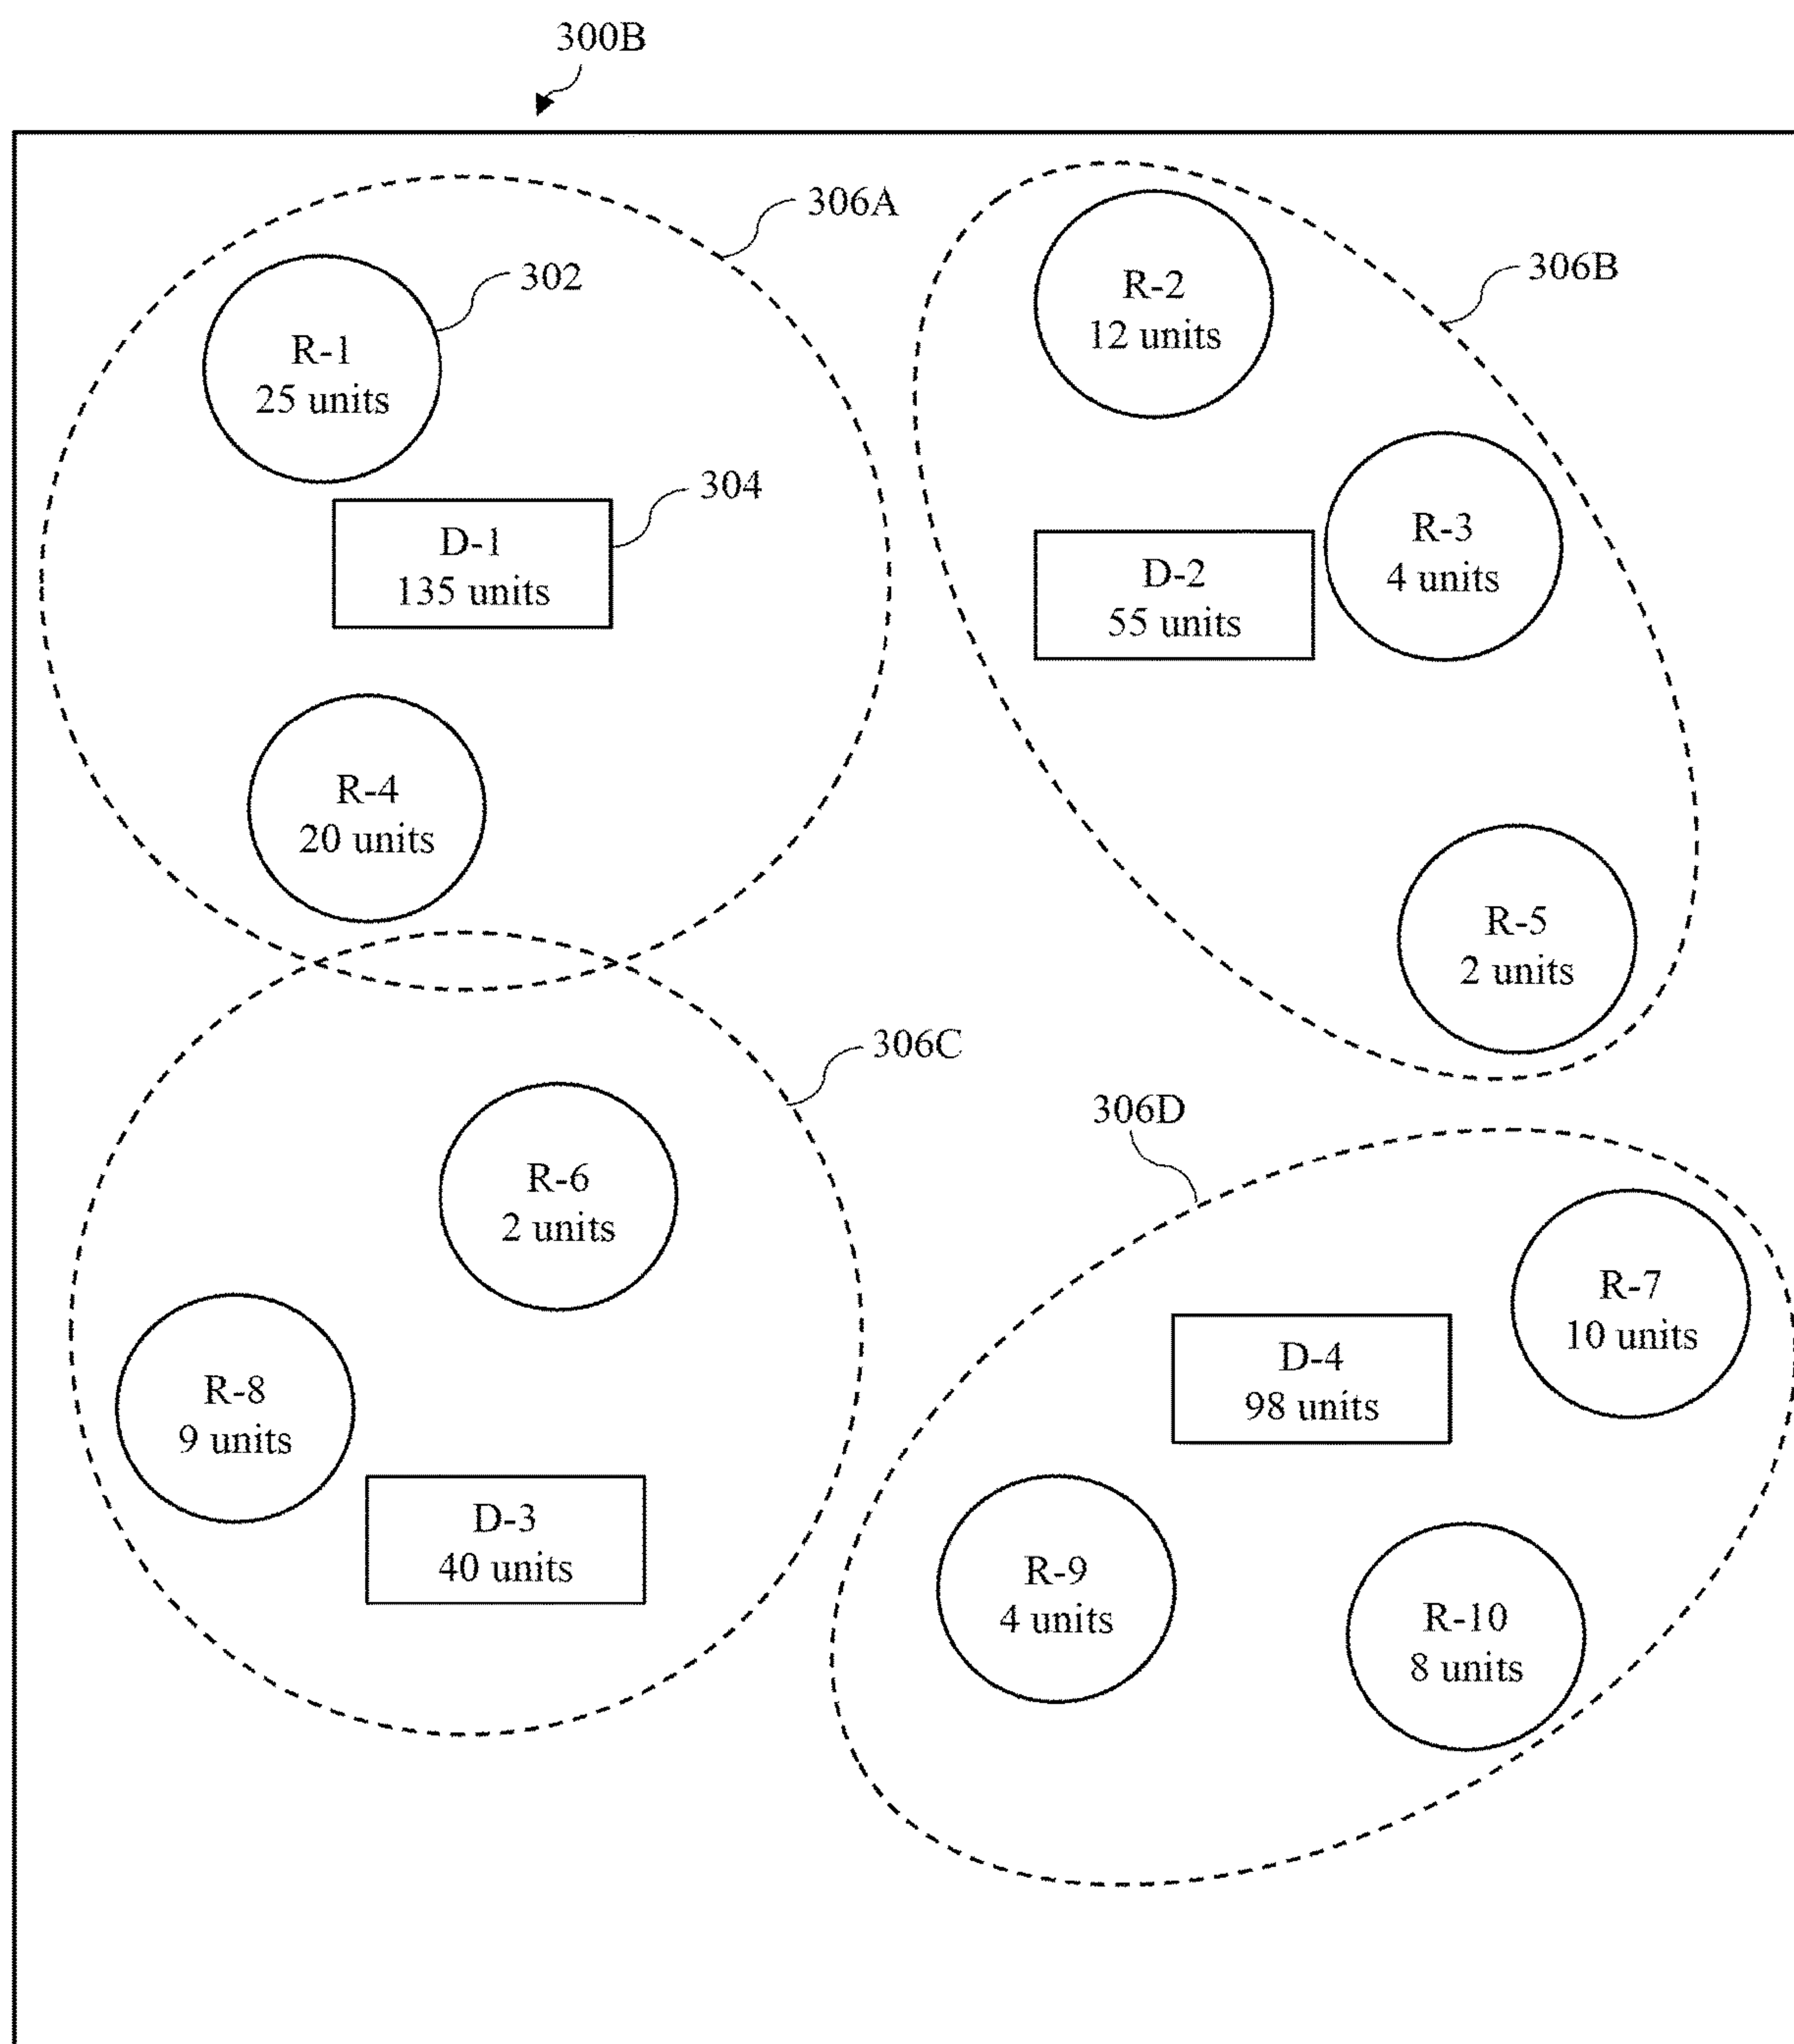 300B
306A
302
R-1
25 units
304
D-1
135 units
R-4
20 units
306B
R-2
12 units
R-3
4 units
D-2
55 units
R-5
2 units
306C
R-6
2 units
R-8
9 units
D-3
40 units
306D
R-7
10 units
D-4
98 units
R-9
4 units
R-10
8 units